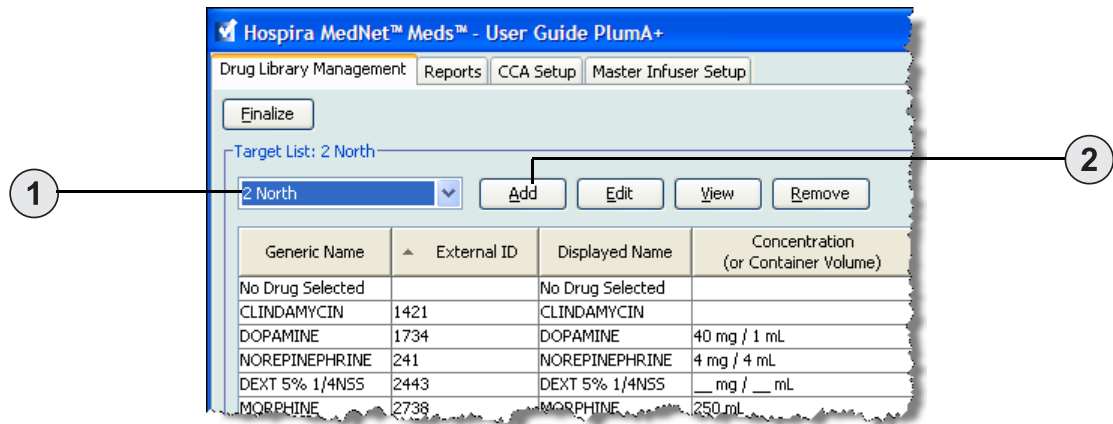 Hospira MedNet™ Meds™ - User Guide PlumA+
Drug Library Management Reports CCA Setup Master Infuser Setup
Finalize
Target List: 2 North
1 2 North Add Edit View Remove 2
Generic Name External ID Displayed Name Concentration (or Container Volume)
No Drug Selected No Drug Selected
CLINDAMYCIN 1421 CLINDAMYCIN
DOPAMINE 1734 DOPAMINE 40 mg / 1 mL
NOREPINEPHRINE 241 NOREPINEPHRINE 4 mg / 4 mL
DEXT 5% 1/4NSS 2443 DEXT 5% 1/4NSS __ mg / __ mL
MORPHINE 2738 MORPHINE 250 mL